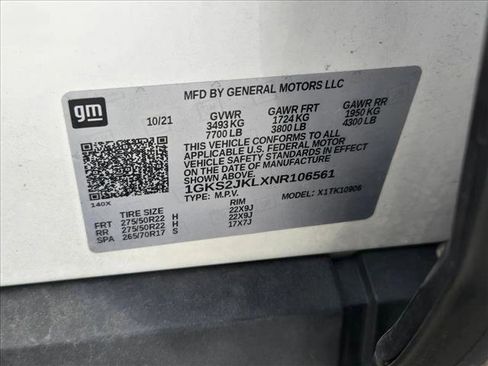 MFD BY GENERAL MOTORS LLC
gm
10/21 GVWR GAWR FRT GAWR RR
3493 KG 1724 KG 1950 KG
7700 LB 3800 LB 4300 LB
THIS VEHICLE CONFORMS TO ALL
APPLICABLE U.S. FEDERAL MOTOR
VEHICLE SAFETY STANDARDS IN EFFECT
ON THE DATE OF MANUFACTURE
SHOWN ABOVE.
1GKS2JKLXNR106561
TYPE: M.P.V. MODEL: X1TK10906
140X
TIRE SIZE RIM
FRT 275/50R22 H 22X9J
RR 275/50R22 H 22X9J
SPA 265/70R17 S 17X7J